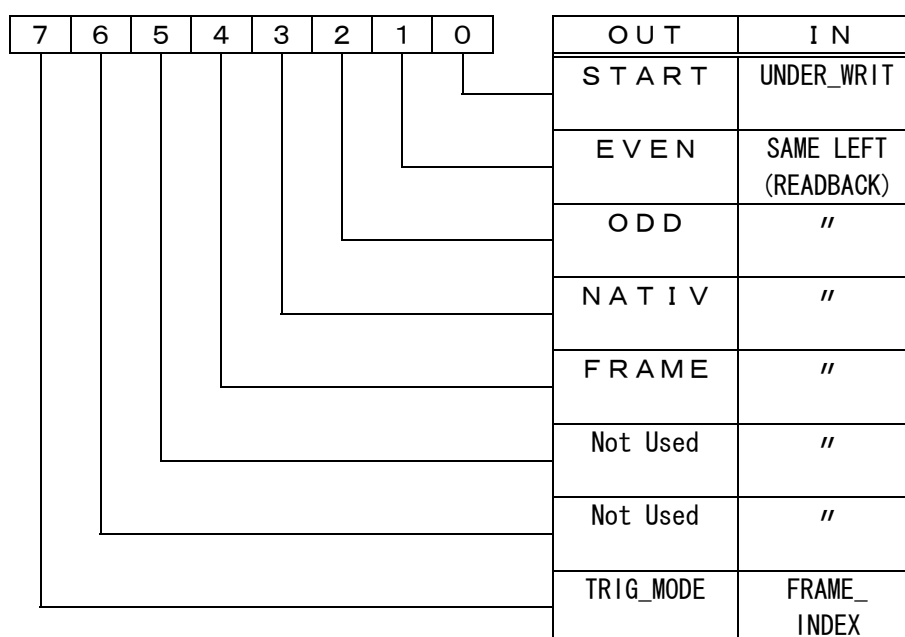 7 6 5 4 3 2 1 0
OUT IN
START UNDER_WRIT
EVEN SAME LEFT
(READBACK)
ODD 〃
NATIV 〃
FRAME 〃
Not Used 〃
Not Used 〃
TRIG_MODE FRAME_
INDEX